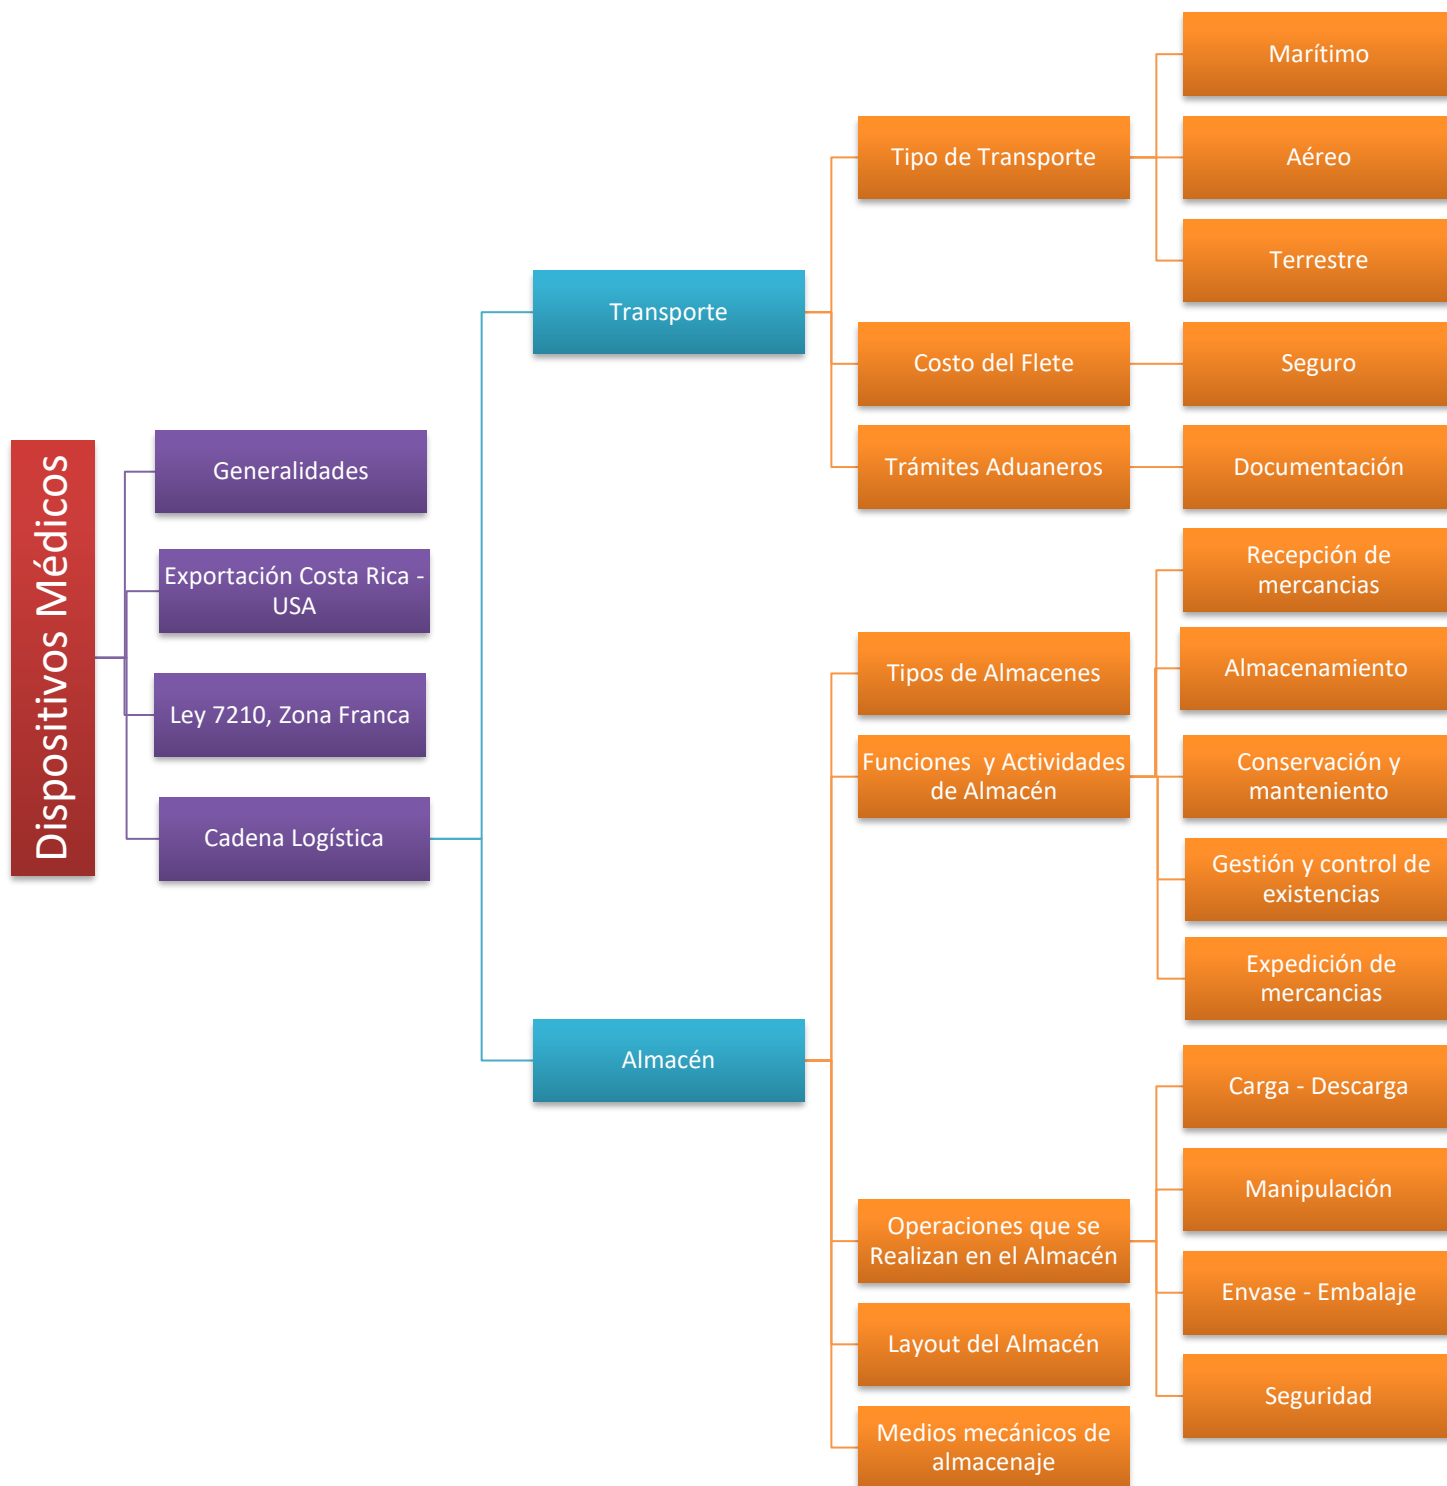 Dispositivos Médicos
Generalidades
Exportación Costa Rica -
USA
Ley 7210, Zona Franca
Cadena Logística
Transporte
Tipo de Transporte
Marítimo
Aéreo
Terrestre
Costo del Flete
Seguro
Trámites Aduaneros
Documentación
Almacén
Tipos de Almacenes
Funciones  y Actividades
de Almacén
Recepción de
mercancias
Almacenamiento
Conservación y
manteniento
Gestión y control de
existencias
Expedición de
mercancias
Operaciones que se
Realizan en el Almacén
Carga - Descarga
Manipulación
Envase - Embalaje
Seguridad
Layout del Almacén
Medios mecánicos de
almacenaje